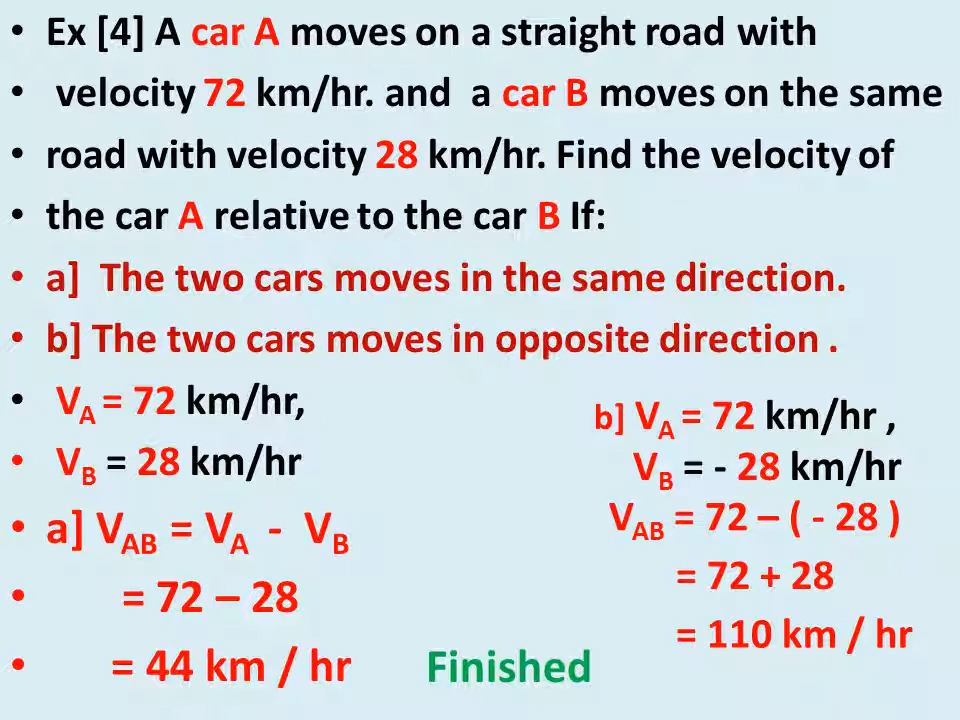 • Ex [4] A car A moves on a straight road with
• velocity 72 km/hr. and a car B moves on the same
• road with velocity 28 km/hr. Find the velocity of
• the car A relative to the car B If:
• a] The two cars moves in the same direction.
• b] The two cars moves in opposite direction .
• VA = 72 km/hr,
• VB = 28 km/hr
• a] VAB = VA - VB
• = 72 – 28
• = 44 km / hr
b] VA = 72 km/hr ,
VB = - 28 km/hr
VAB = 72 – ( - 28 )
= 72 + 28
= 110 km / hr
Finished